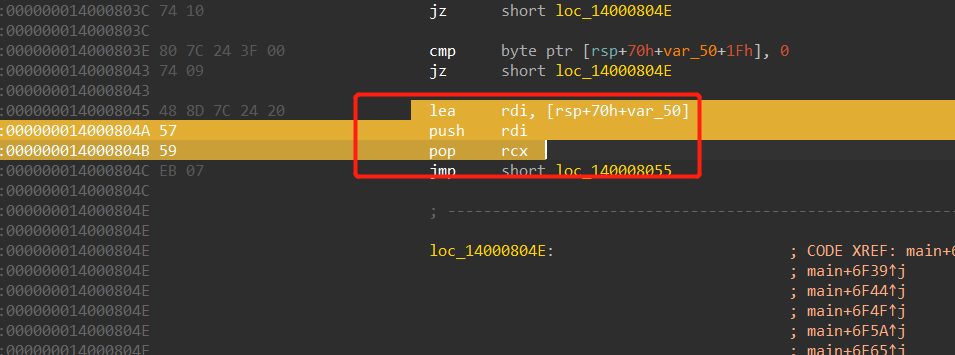 :000000014000803C 74 10 jz short loc_14000804E
:000000014000803C
:000000014000803E 80 7C 24 3F 00 cmp byte ptr [rsp+70h+var_50+1Fh], 0
:0000000140008043 74 09 jz short loc_14000804E
:0000000140008043
:0000000140008045 48 8D 7C 24 20 lea rdi, [rsp+70h+var_50]
:000000014000804A 57 push rdi
:000000014000804B 59 pop rcx
:000000014000804C EB 07 jmp short loc_140008055
:000000014000804C
:000000014000804E ; ---------------------------------------------------------
:000000014000804E
:000000014000804E loc_14000804E: ; CODE XREF: main+6
:000000014000804E ; main+6F39↑j
:000000014000804E ; main+6F44↑j
:000000014000804E ; main+6F4F↑j
:000000014000804E ; main+6F5A↑j
:000000014000804E ; main+6F65↑j